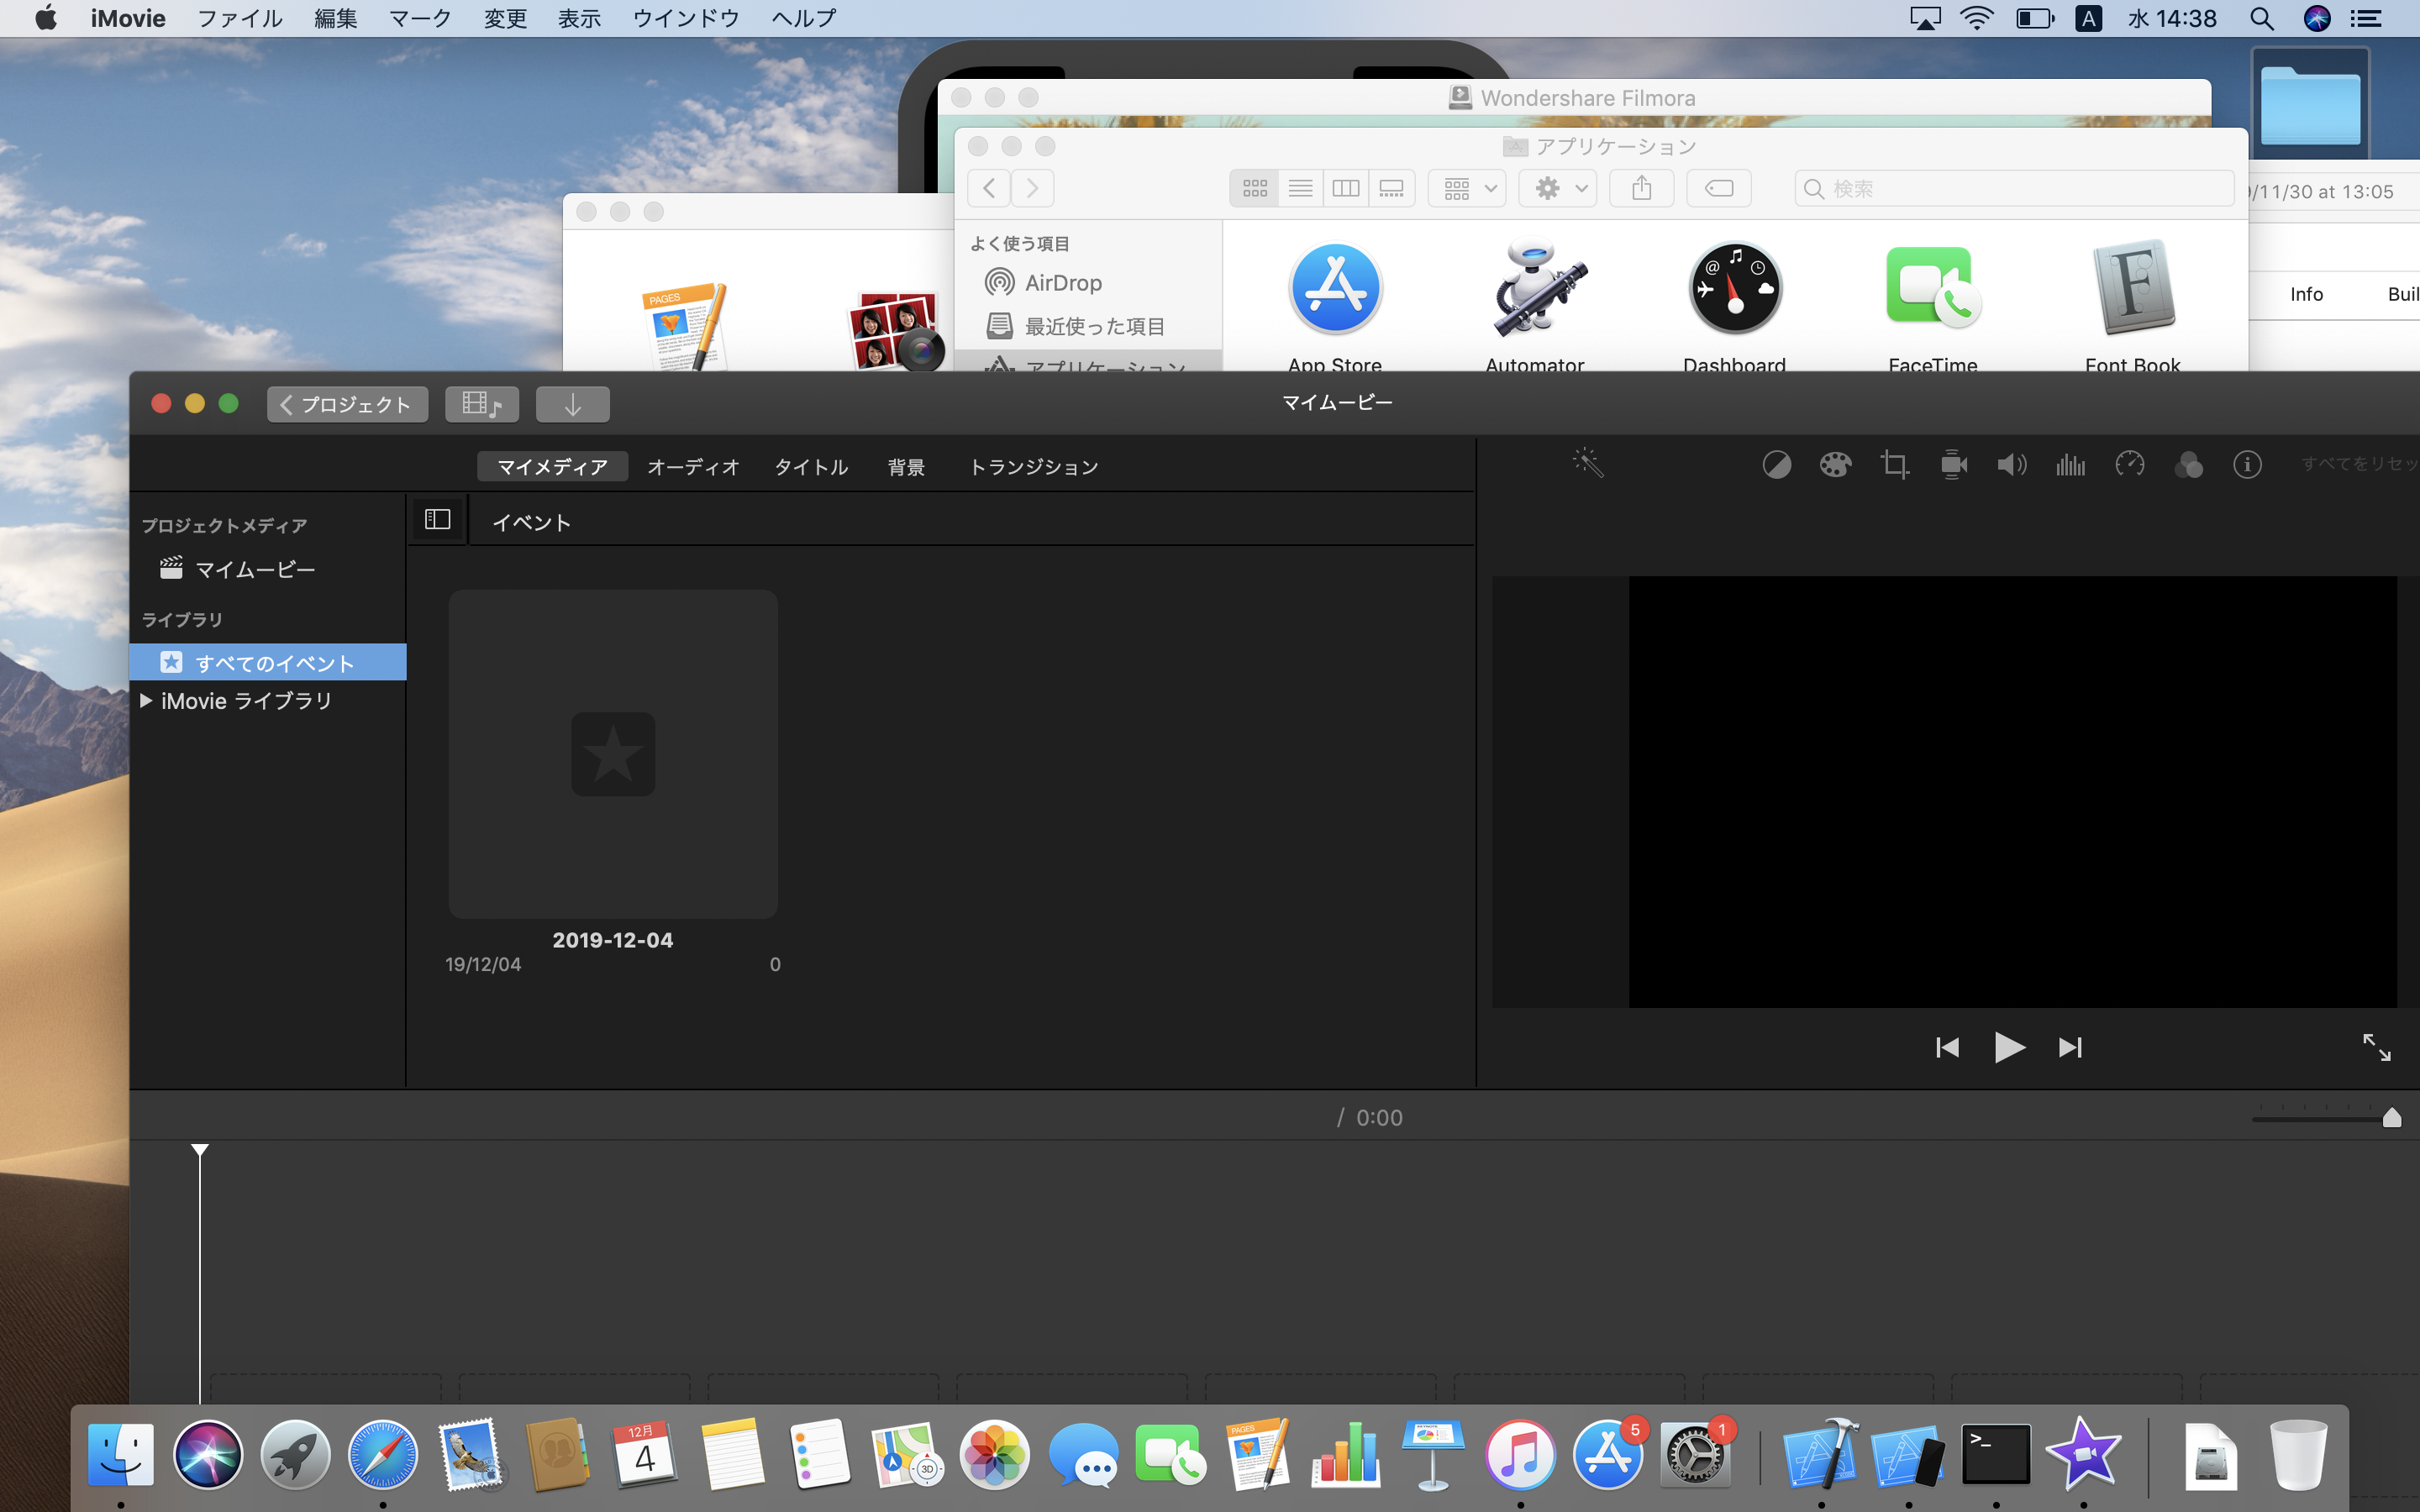 iMovie ファイル 編集 マーク 変更 表示 ウインドウ ヘルプ
A 水 14:38
Wondershare Filmora
アプリケーション
検索
/11/30 at 13:05
よく使う項目
AirDrop
最近使った項目
アプリケーション
PAGES
Info
App Store
Automator
Dashboard
FaceTime
Font Book
プロジェクト
マイムービー
マイメディア オーディオ タイトル 背景 トランジション
すべてをリセッ
プロジェクトメディア
マイムービー
ライブラリ
すべてのイベント
iMovie ライブラリ
イベント
2019-12-04
19/12/04 0
/ 0:00
12月
4
3D
PAGES
5
1